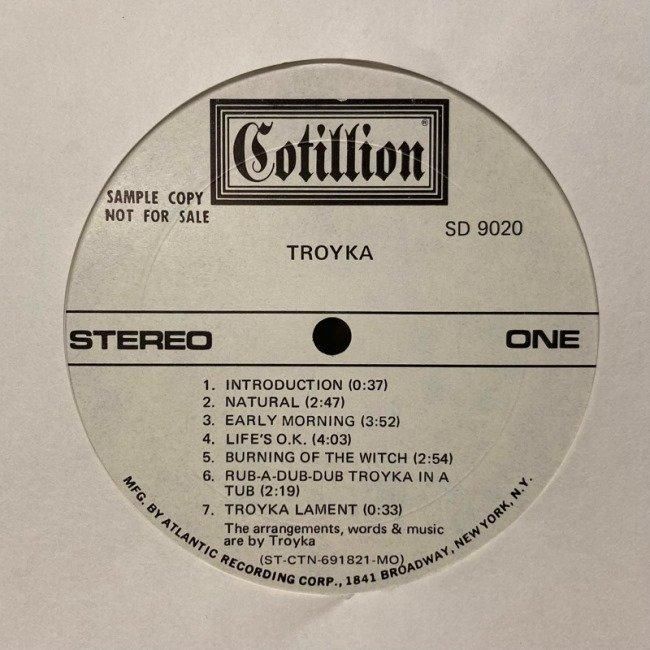 Cotillion®
SAMPLE COPY
NOT FOR SALE
SD 9020
TROYKA
STEREO
ONE
1. INTRODUCTION (0:37)
2. NATURAL (2:47)
3. EARLY MORNING (3:52)
4. LIFE'S O.K. (4:03)
5. BURNING OF THE WITCH (2:54)
6. RUB-A-DUB-DUB TROYKA IN A
TUB (2:19)
7. TROYKA LAMENT (0:33)
The arrangements, words & music
are by Troyka
(ST-CTN-691821-MO)
MFG. BY ATLANTIC RECORDING CORP., 1841 BROADWAY, NEW YORK, N.Y.